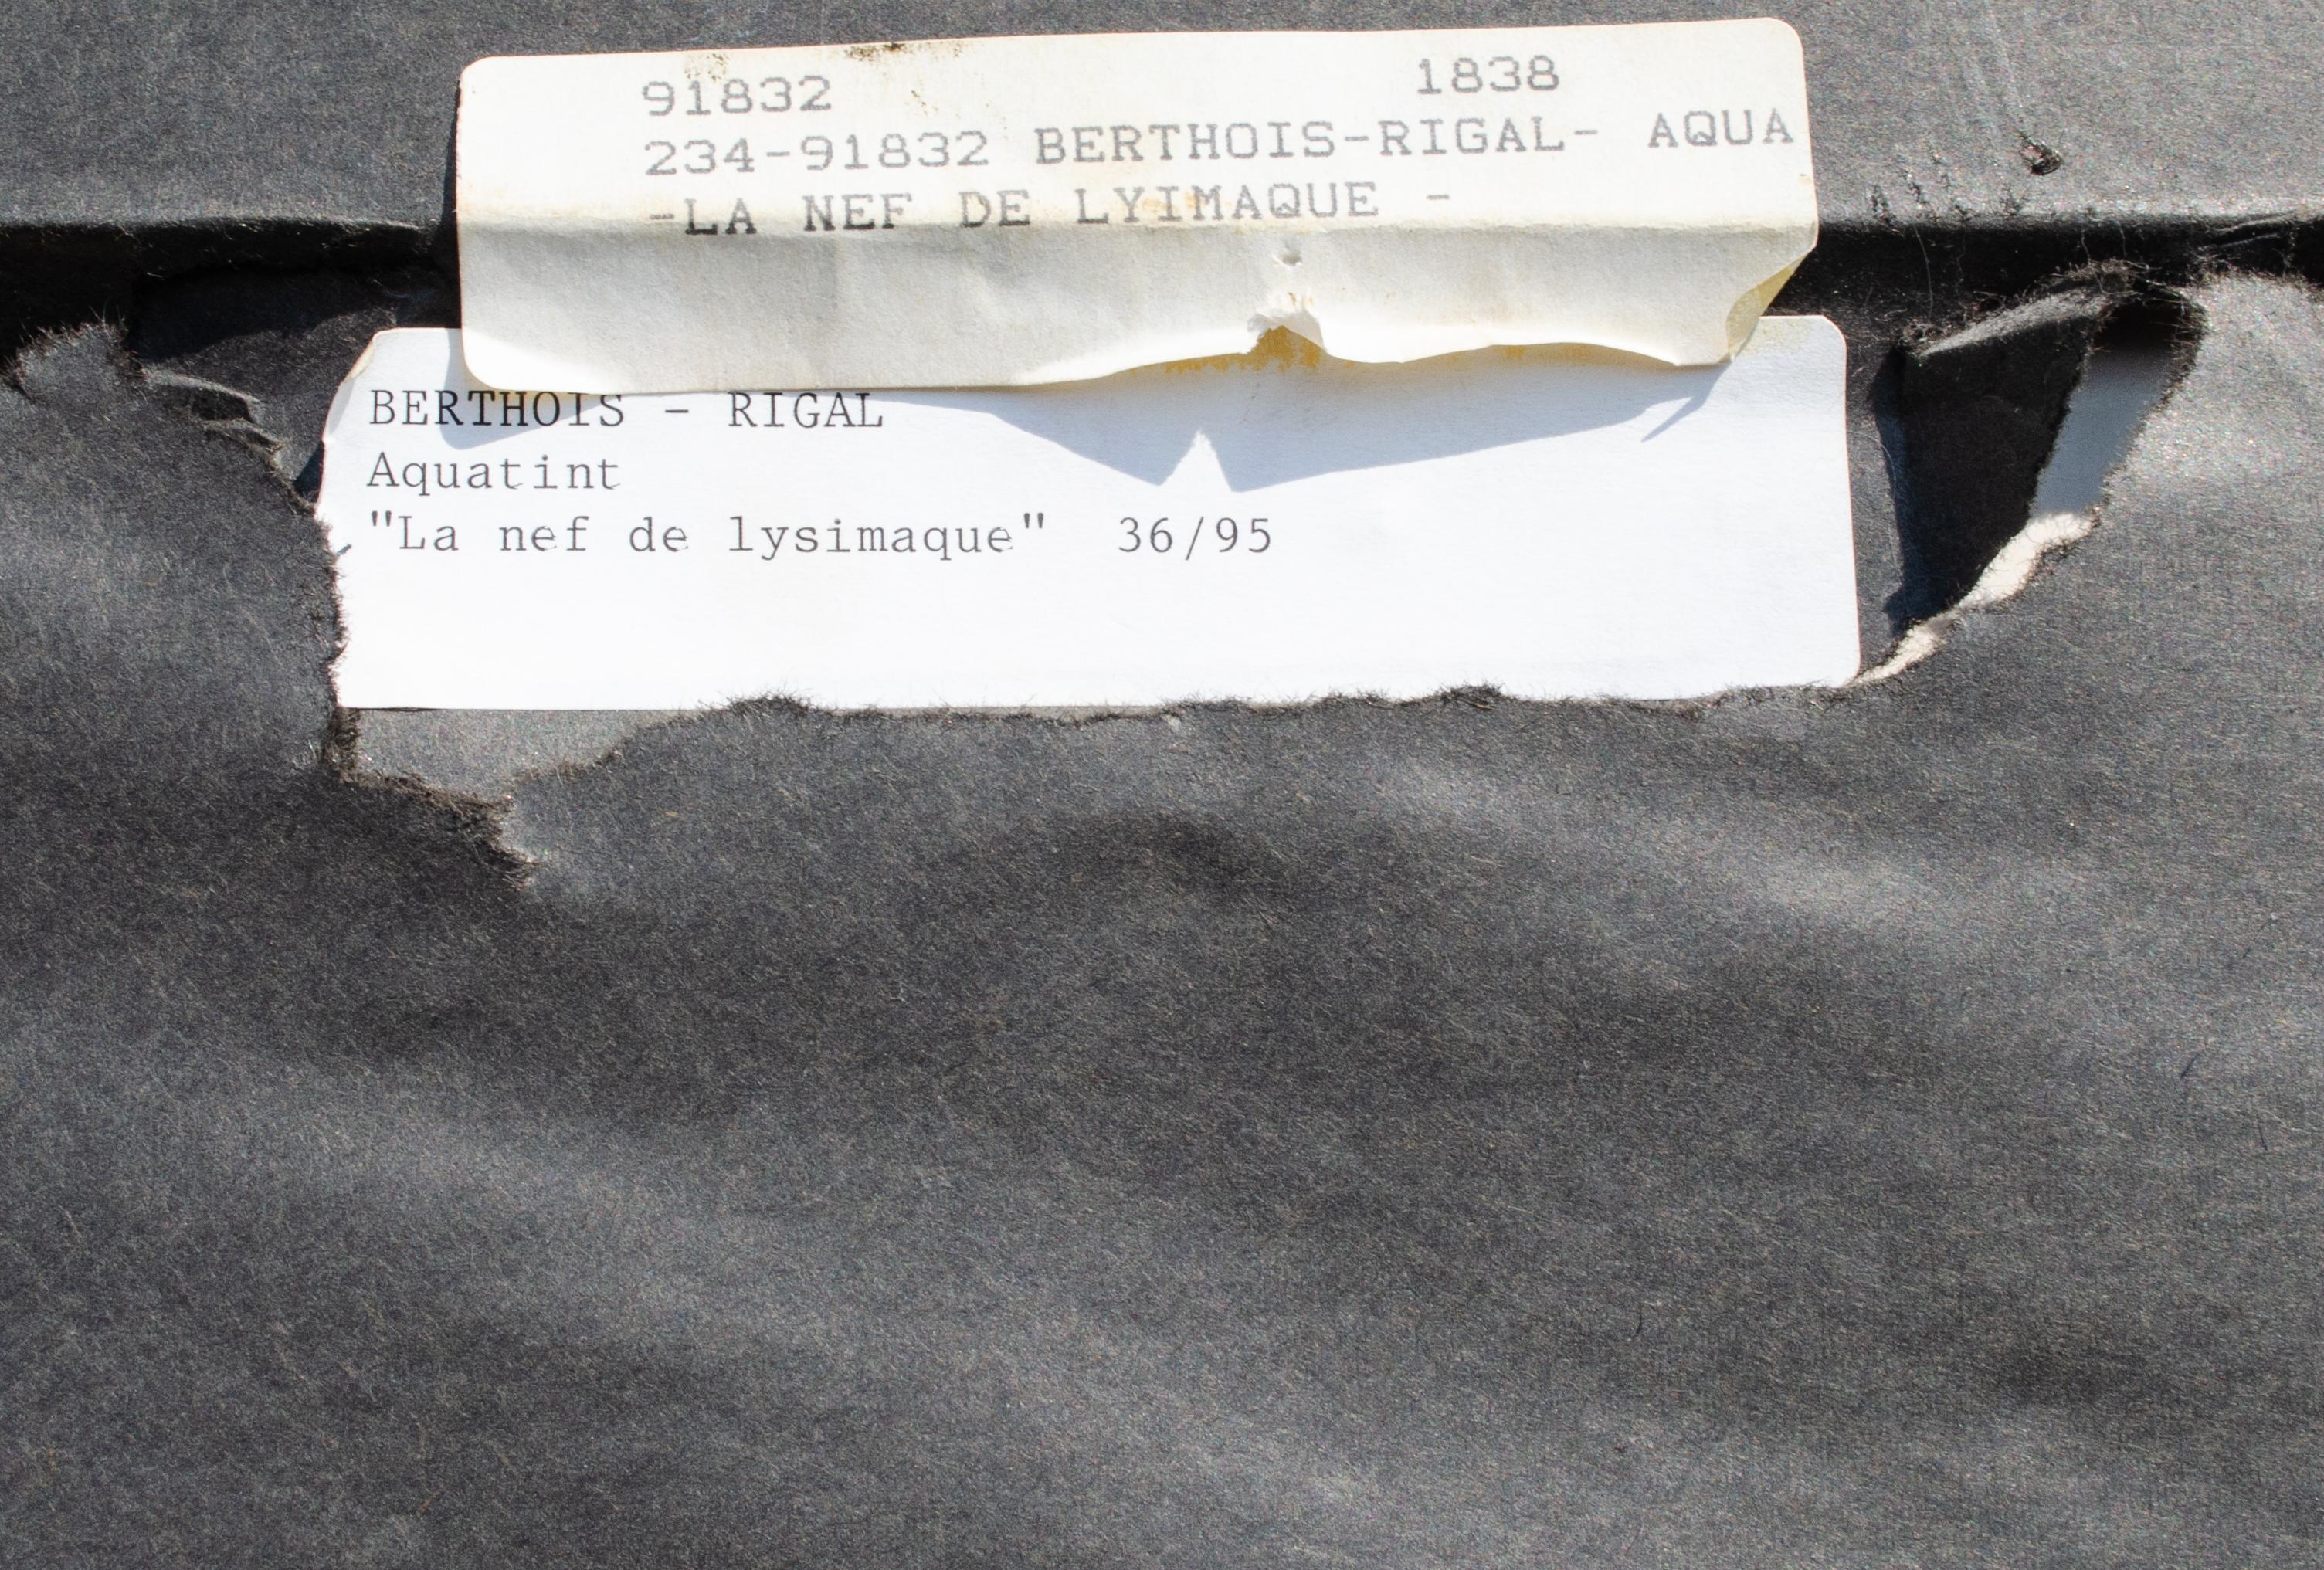 91832 1838
234-91832 BERTHOIS-RIGAL- AQUA
-LA NEF DE LYIMAQUE -
BERTHOIS - RIGAL
Aquatint
"La nef de lysimaque" 36/95